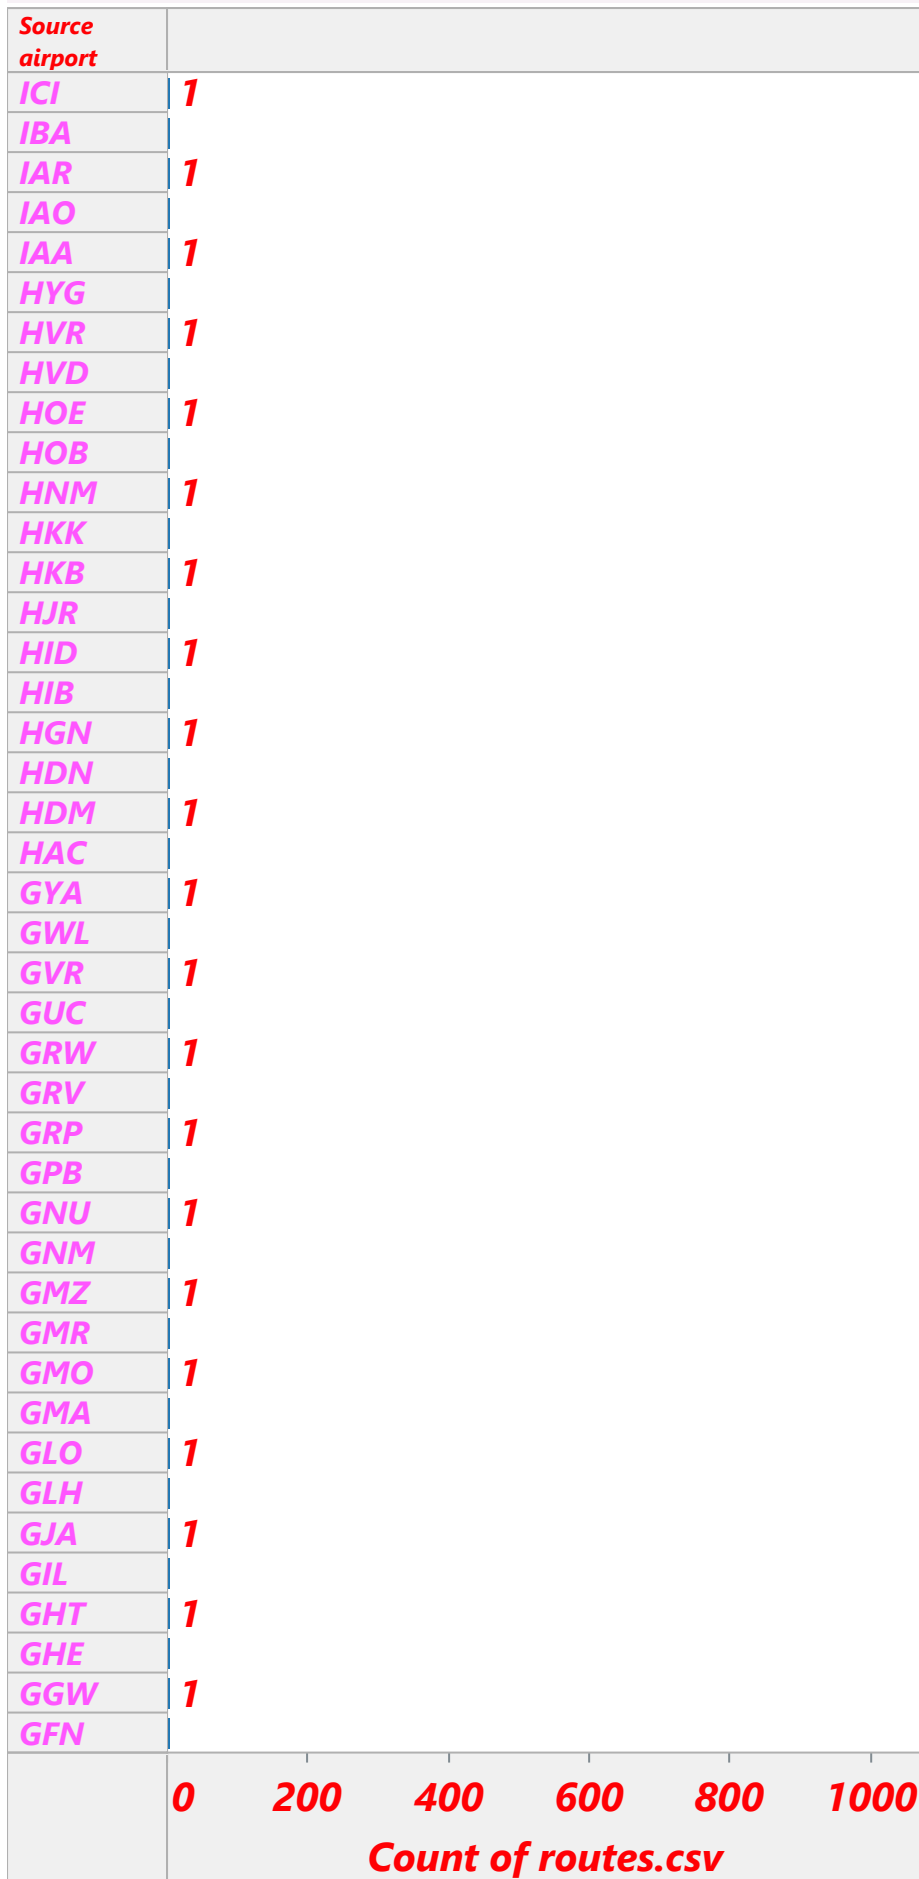 Source
airport
ICI 1
IBA
IAR 1
IAO
IAA 1
HYG
HVR 1
HVD
HOE 1
HOB
HNM 1
HKK
HKB 1
HJR
HID 1
HIB
HGN 1
HDN
HDM 1
HAC
GYA 1
GWL
GVR 1
GUC
GRW 1
GRV
GRP 1
GPB
GNU 1
GNM
GMZ 1
GMR
GMO 1
GMA
GLO 1
GLH
GJA 1
GIL
GHT 1
GHE
GGW 1
GFN
0 200 400 600 800 1000
Count of routes.csv